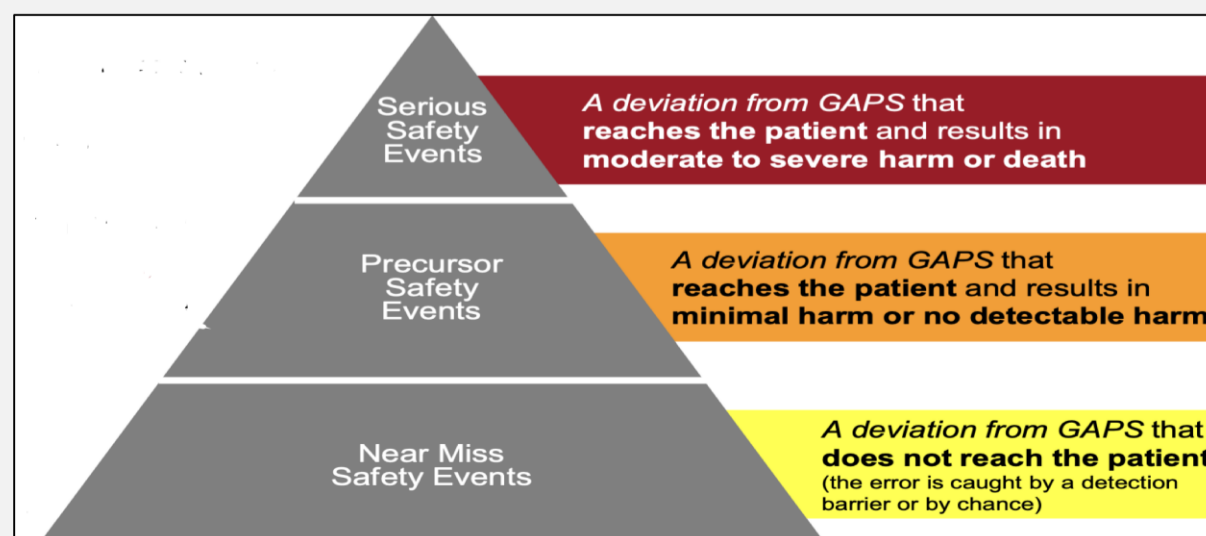 Serious
Safety
Events
A deviation from GAPS that
reaches the patient and results in
moderate to severe harm or death
Precursor
Safety
Events
A deviation from GAPS that
reaches the patient and results in
minimal harm or no detectable harm
Near Miss
Safety Events
A deviation from GAPS that
does not reach the patient
(the error is caught by a detection
barrier or by chance)